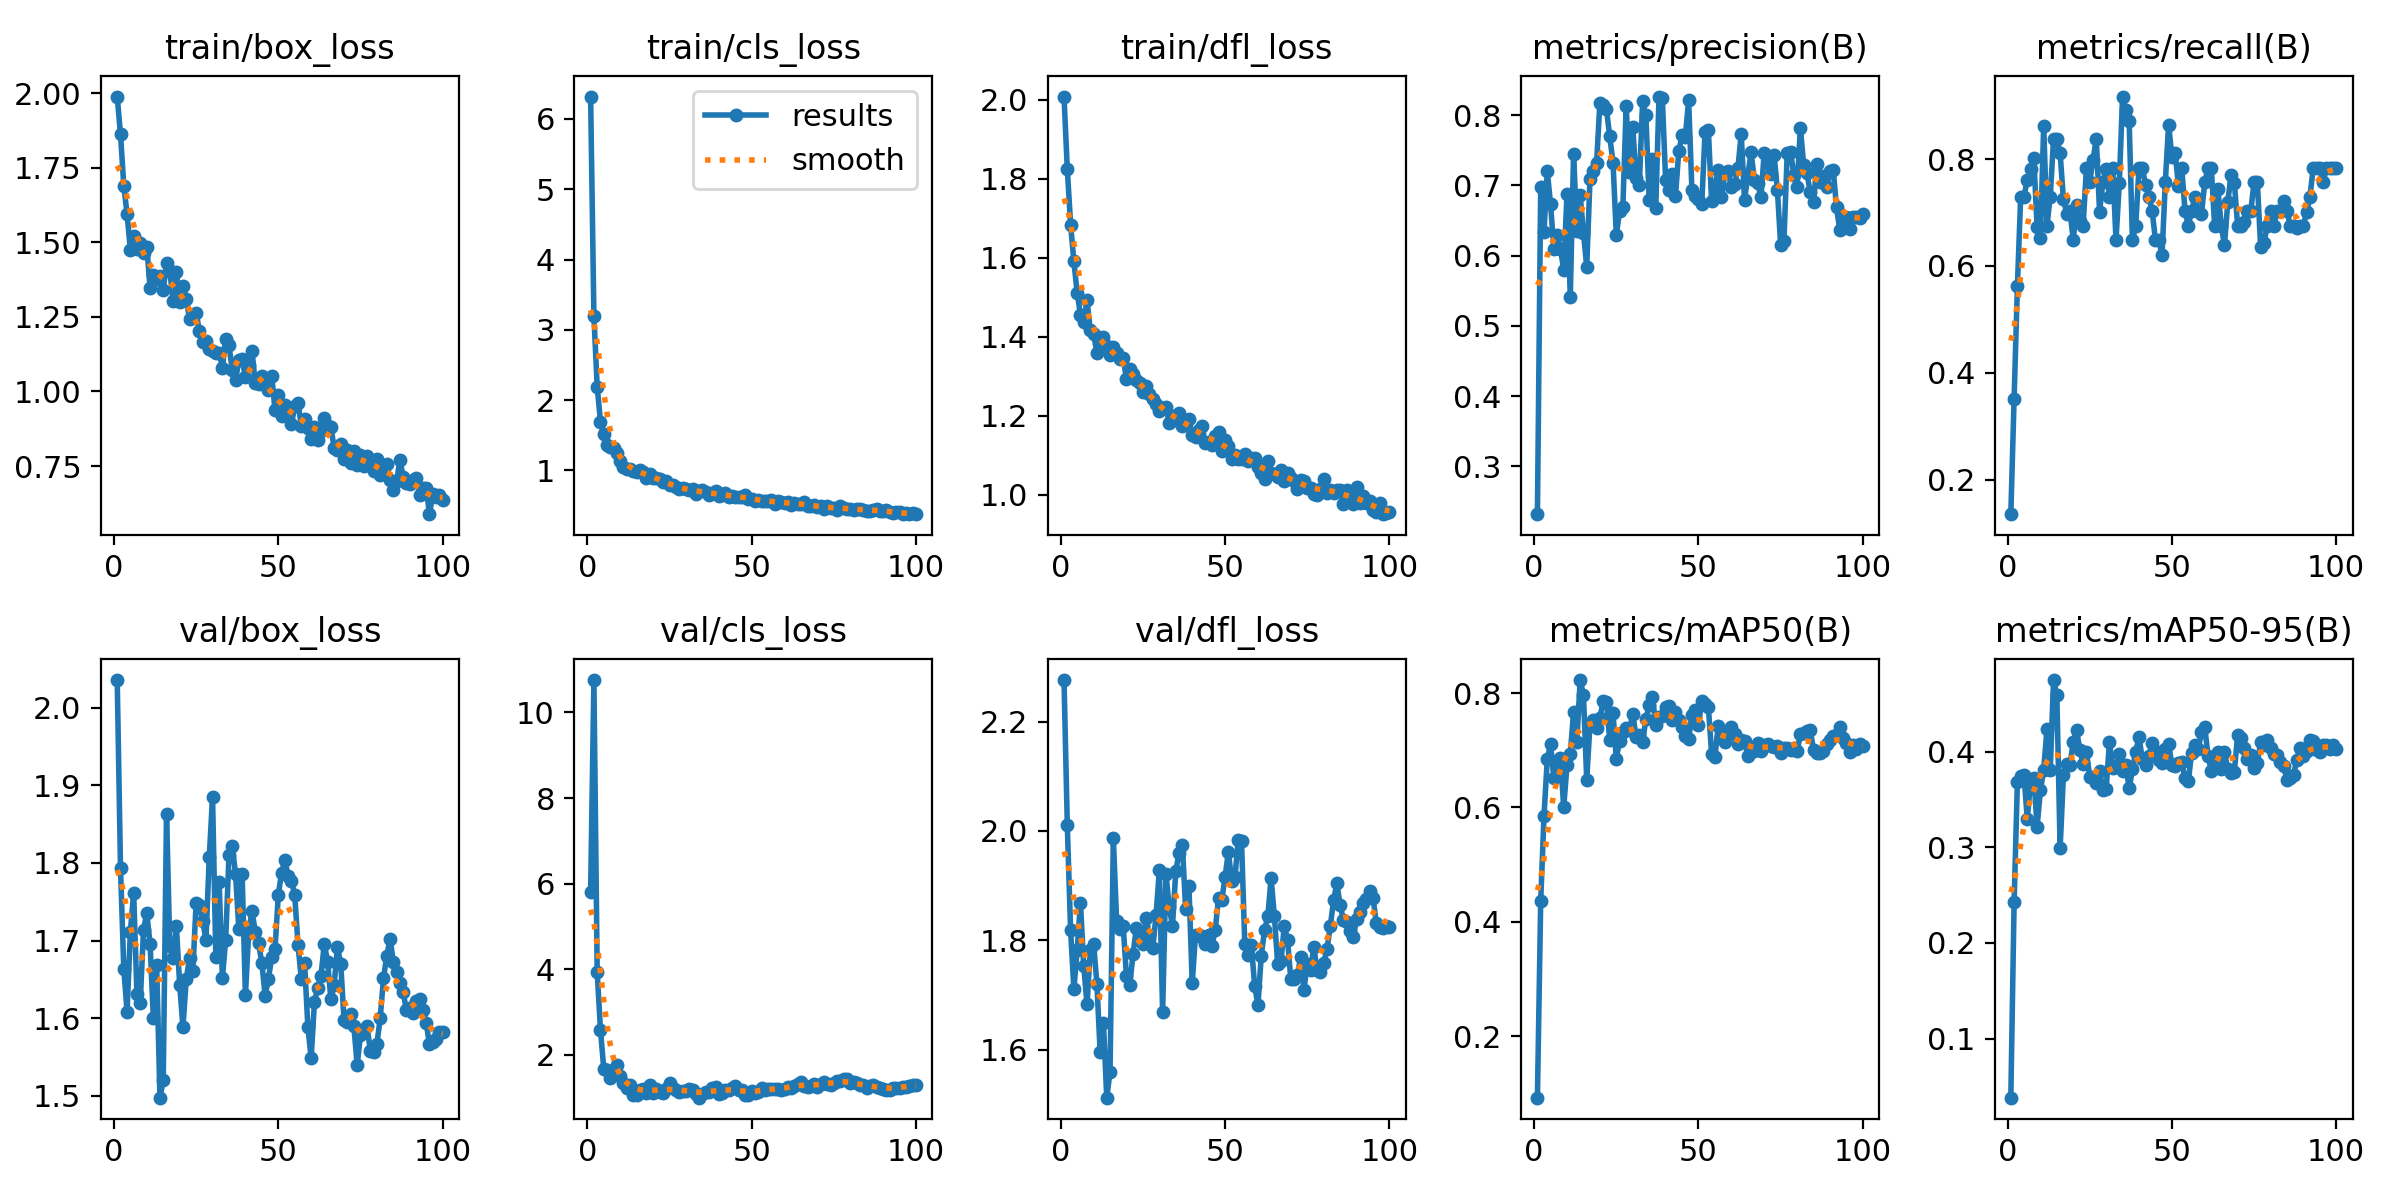 train/box_loss
2.00
1.75
1.50
1.25
1.00
0.75
0 50 100
train/cls_loss
results
smooth
6
5
4
3
2
1
0 50 100
train/dfl_loss
2.0
1.8
1.6
1.4
1.2
1.0
0 50 100
metrics/precision(B)
0.8
0.7
0.6
0.5
0.4
0.3
0 50 100
metrics/recall(B)
0.8
0.6
0.4
0.2
0 50 100
val/box_loss
2.0
1.9
1.8
1.7
1.6
1.5
0 50 100
val/cls_loss
10
8
6
4
2
0 50 100
val/dfl_loss
2.2
2.0
1.8
1.6
0 50 100
metrics/mAP50(B)
0.8
0.6
0.4
0.2
0 50 100
metrics/mAP50-95(B)
0.4
0.3
0.2
0.1
0 50 100